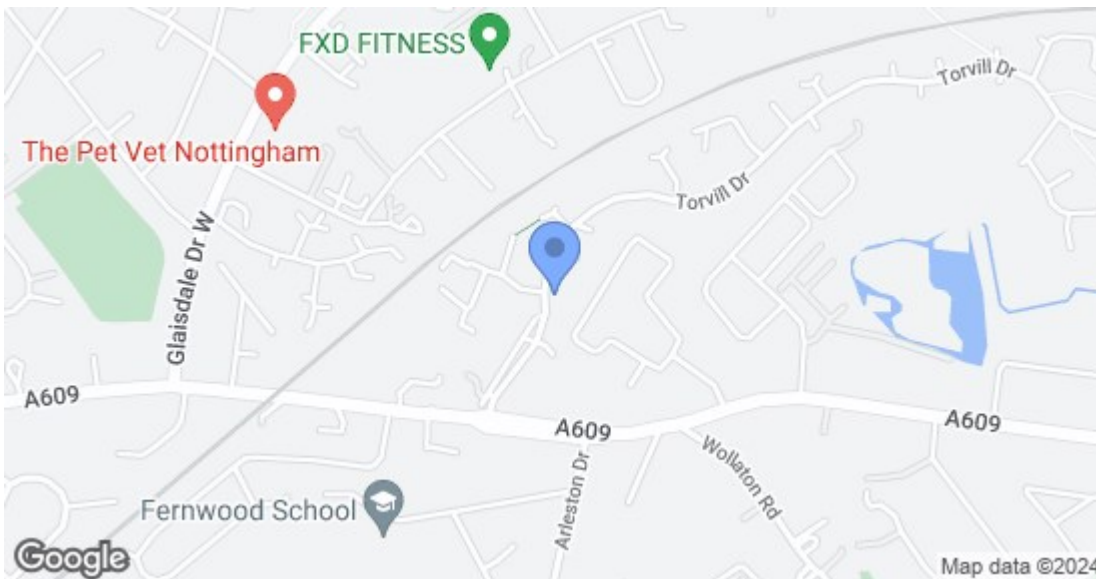 FXD FITNESS
Torvill Dr
The Pet Vet Nottingham
Torvill Dr
Glaisdale Dr W
A609
A609
A609
Wollaton Rd
Arleston Dr
Fernwood School
Google
Map data ©2024